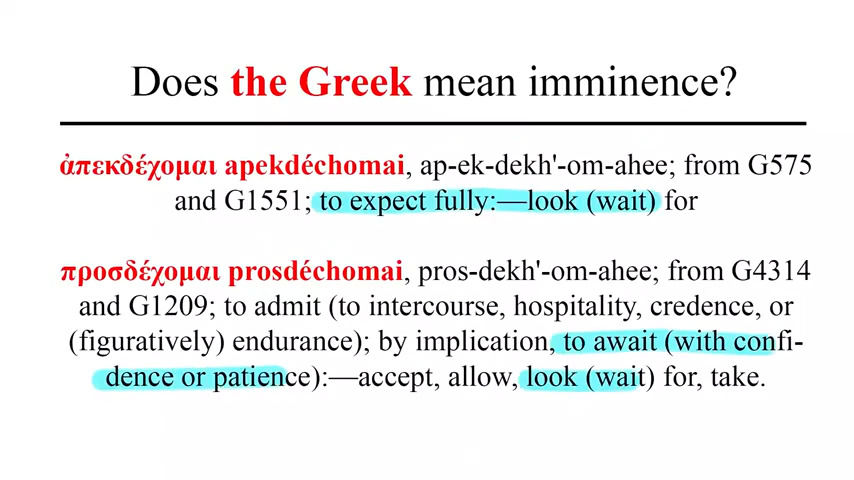 Does the Greek mean imminence?
ἀπεκδέχομαι apekdéchomai, ap-ek-dekh'-om-ahee; from G575
and G1551; to expect fully:—look (wait) for
προσδέχομαι prosdéchomai, pros-dekh'-om-ahee; from G4314
and G1209; to admit (to intercourse, hospitality, credence, or
(figuratively) endurance); by implication, to await (with confi-
dence or patience):—accept, allow, look (wait) for, take.